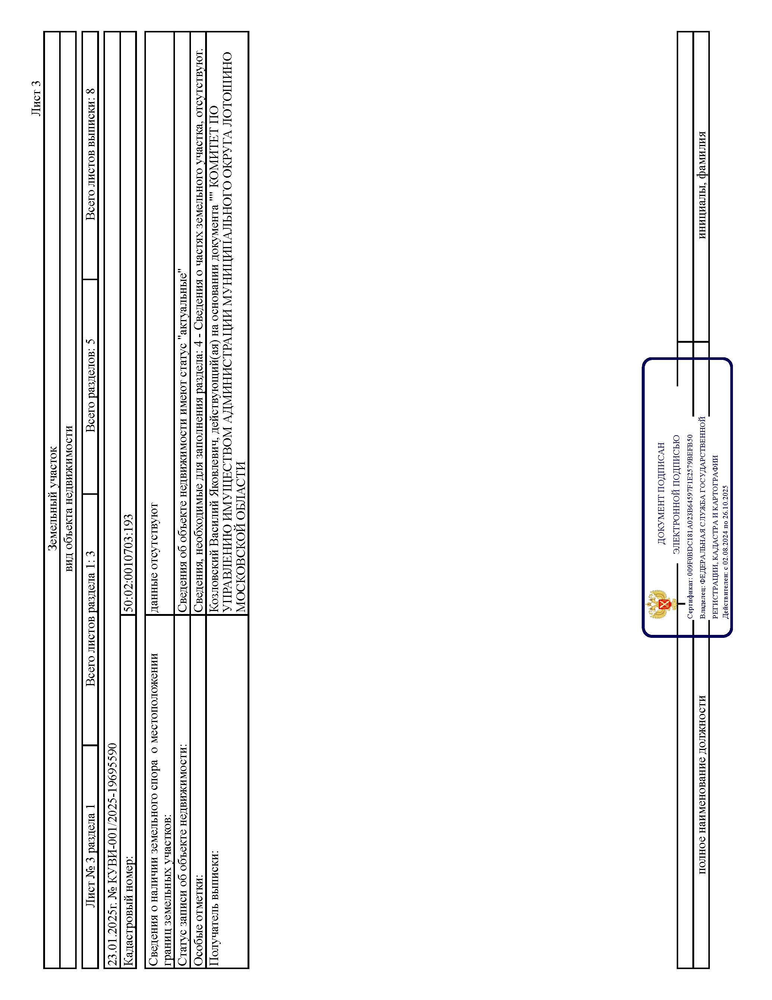 Лист 3
Земельный участок
вид объекта недвижимости
Лист № 3 раздела 1
Всего листов раздела 1: 3
Всего разделов: 5
Всего листов выписки: 8
23.01.2025г. № КУВИ-001/2025-19695590
Кадастровый номер:
50:02:0010703:193
Сведения о наличии земельного спора о местоположении
границ земельных участков:
данные отсутствуют
Статус записи об объекте недвижимости:
Сведения об объекте недвижимости имеют статус "актуальные"
Особые отметки:
Сведения, необходимые для заполнения раздела: 4 - Сведения о частях земельного участка, отсутствуют.
Получатель выписки:
Козловский Василий Яковлевич, действующий(ая) на основании документа "" КОМИТЕТ ПО
УПРАВЛЕНИЮ ИМУЩЕСТВОМ АДМИНИСТРАЦИИ МУНИЦИПАЛЬНОГО ОКРУГА ЛОТОШИНО
МОСКОВСКОЙ ОБЛАСТИ
ДОКУМЕНТ ПОДПИСАН
ЭЛЕКТРОННОЙ ПОДПИСЬЮ
Сертификат: 009F0BDC181A023B64597F1E2579BEFB50
Владелец: ФЕДЕРАЛЬНАЯ СЛУЖБА ГОСУДАРСТВЕННОЙ
РЕГИСТРАЦИИ, КАДАСТРА И КАРТОГРАФИИ
Действителен: с 02.08.2024 по 26.10.2025
полное наименование должности
инициалы, фамилия